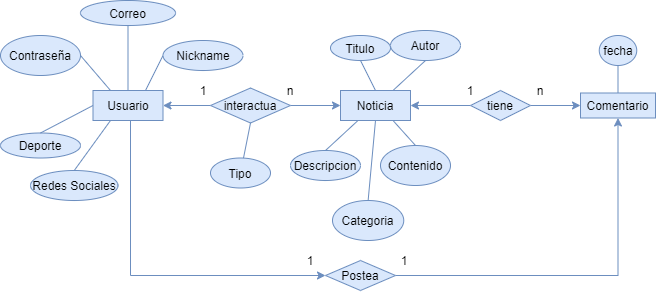 Correo
Contraseña
Nickname
Titulo
Autor
fecha
Usuario
1
interactua
n
Noticia
1
tiene
n
Comentario
Deporte
Redes Sociales
Tipo
Descripcion
Contenido
Categoria
1
Postea
1